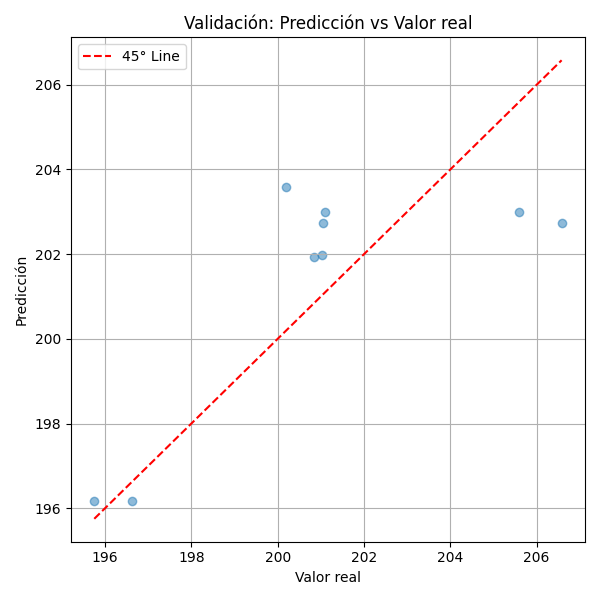 Validación: Predicción vs Valor real
45° Line
206
204
202
200
198
196
Predicción
196 198 200 202 204 206
Valor real